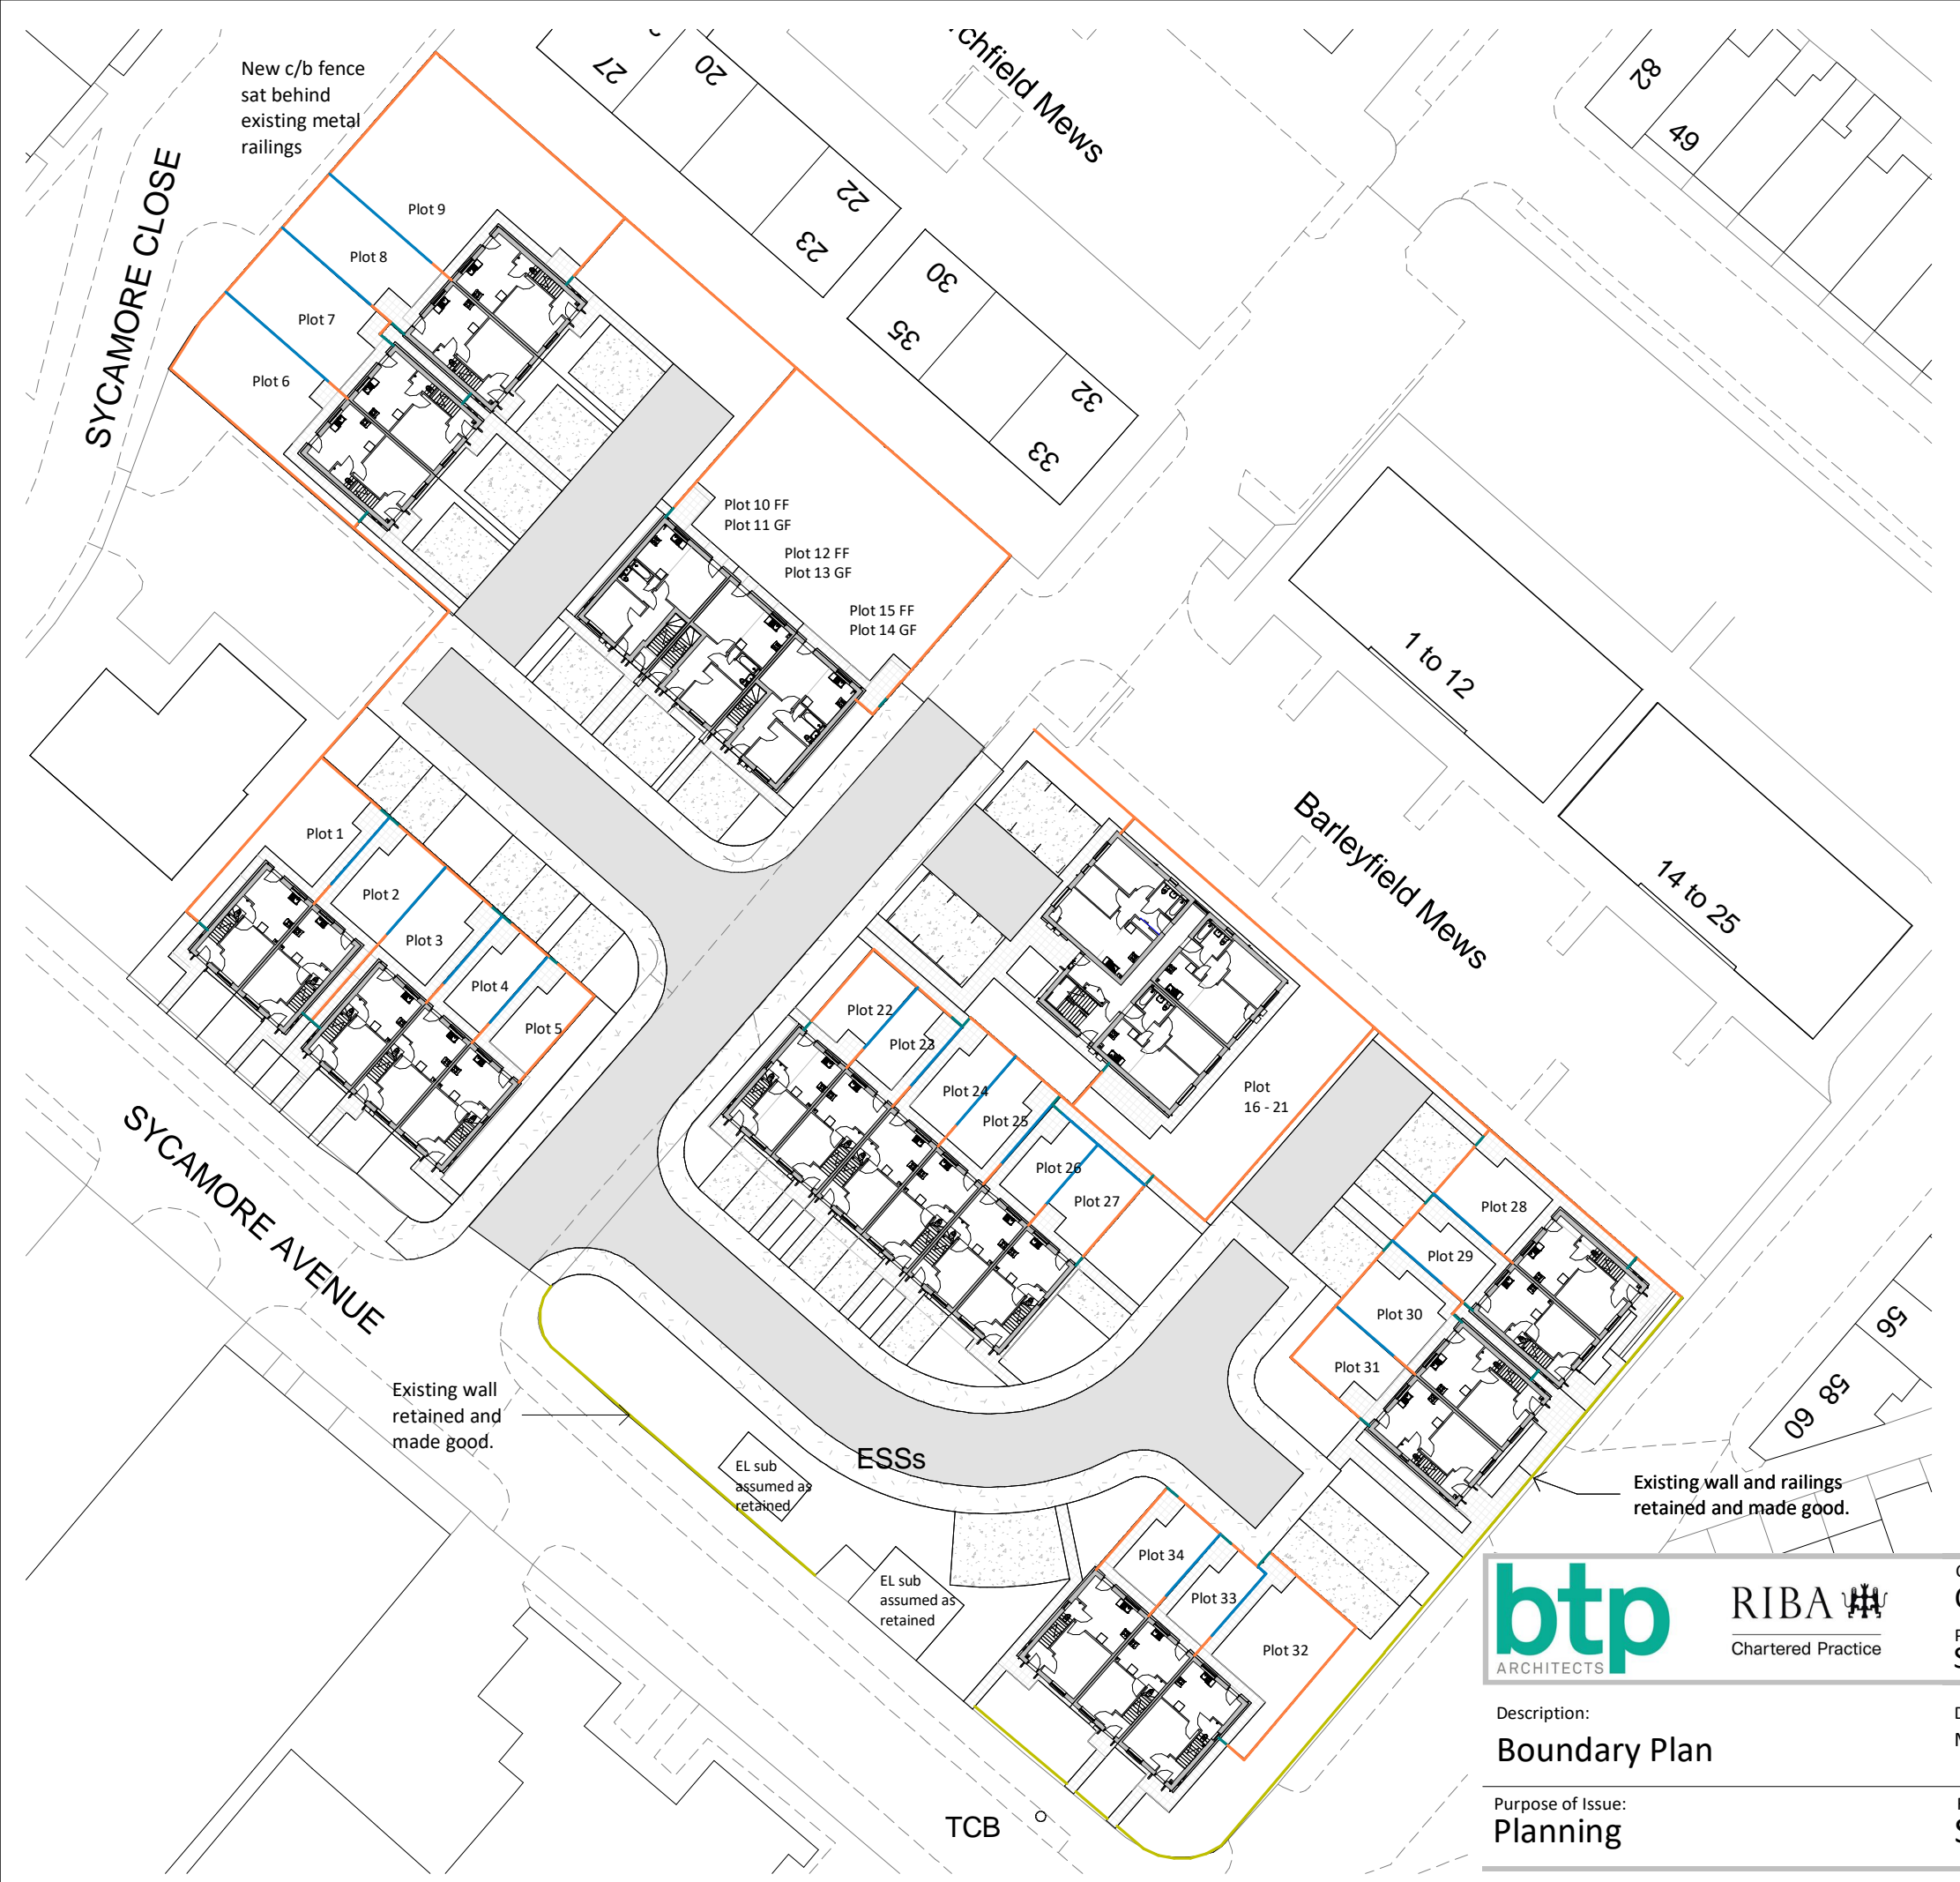 New c/b fence
sat behind
existing metal
railings
SYCAMORE CLOSE
27
20
22
23
chfield Mews
30
35
32
33
82
49
Plot 9
Plot 8
Plot 7
Plot 6
Plot 10 FF
Plot 11 GF
Plot 12 FF
Plot 13 GF
Plot 15 FF
Plot 14 GF
1 to 12
14 to 25
Barleyfield Mews
Plot 1
Plot 2
Plot 3
Plot 4
Plot 5
Plot 22
Plot 23
Plot 24
Plot 25
Plot 26
Plot 27
Plot
16 - 21
Plot 28
Plot 29
Plot 30
Plot 31
SYCAMORE AVENUE
56
58
60
Existing wall
retained and
made good.
EL sub
assumed as
retained
ESSs
EL sub
assumed as
retained
Existing wall and railings
retained and made good.
Plot 34
Plot 33
Plot 32
TCB
btp
ARCHITECTS
RIBA
Chartered Practice
Description:
Boundary Plan
Purpose of Issue:
Planning